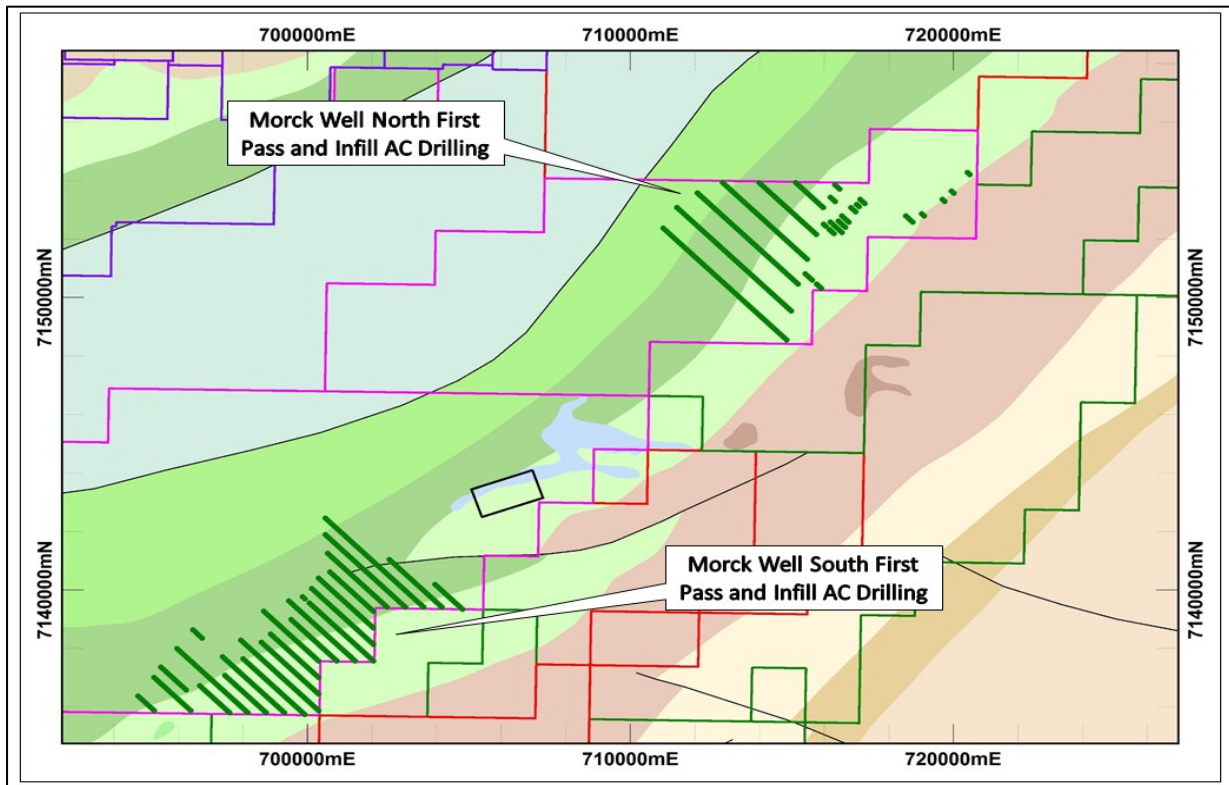 700000mE
710000mE
720000mE
Morck Well North First
Pass and Infill AC Drilling
7150000mN
7150000mN
Morck Well South First
Pass and Infill AC Drilling
7140000mN
7140000mN
700000mE
710000mE
720000mE